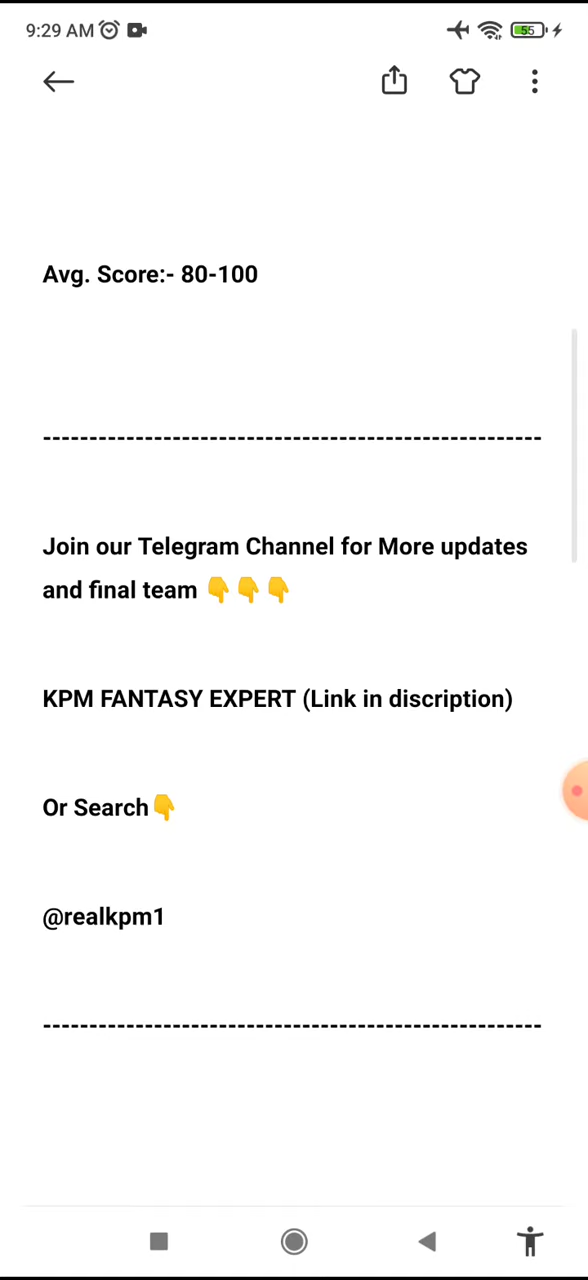 9:29 AM
55
Avg. Score:- 80-100
------------------------------------------------------
Join our Telegram Channel for More updates
and final team 👇👇👇
KPM FANTASY EXPERT (Link in discription)
Or Search👇
@realkpm1
------------------------------------------------------